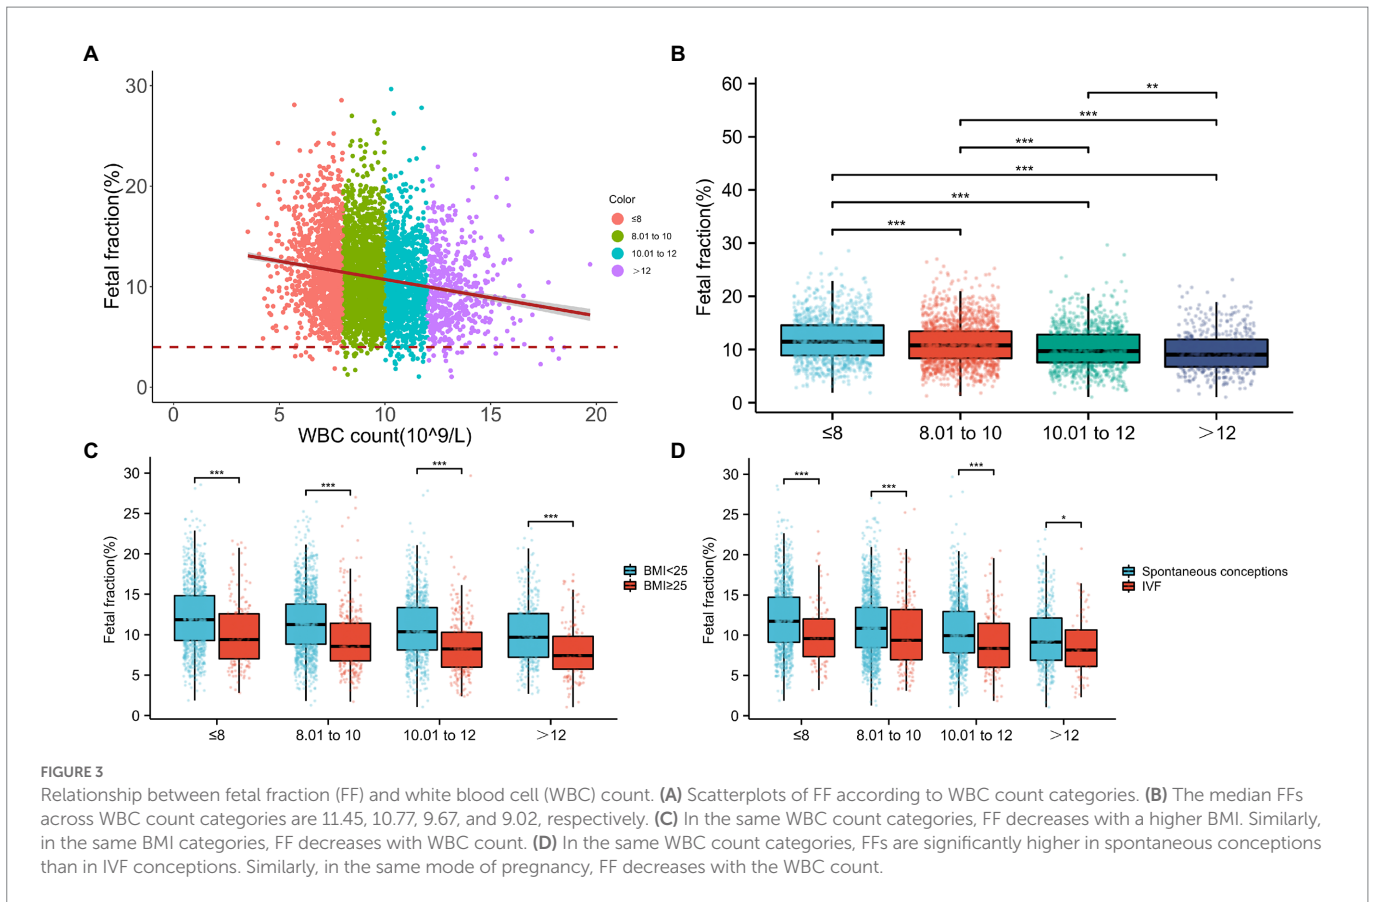 A
30
20
10
0
Fetal fraction(%)
0 5 10 15 20
WBC count(10^9/L)
Color
≤8
8.01 to 10
10.01 to 12
＞12
B
60
50
40
30
20
10
0
Fetal fraction(%)
**
***
***
***
***
***
≤8 8.01 to 10 10.01 to 12 ＞12
C
30
25
20
15
10
5
0
Fetal fraction(%)
*** *** *** ***
≤8 8.01 to 10 10.01 to 12 ＞12
BMI<25
BMI≥25
D
30
25
20
15
10
5
0
Fetal fraction(%)
*** *** *** *
≤8 8.01 to 10 10.01 to 12 ＞12
Spontaneous conceptions
IVF
FIGURE 3
Relationship between fetal fraction (FF) and white blood cell (WBC) count. (A) Scatterplots of FF according to WBC count categories. (B) The median FFs
across WBC count categories are 11.45, 10.77, 9.67, and 9.02, respectively. (C) In the same WBC count categories, FF decreases with a higher BMI. Similarly,
in the same BMI categories, FF decreases with WBC count. (D) In the same WBC count categories, FFs are significantly higher in spontaneous conceptions
than in IVF conceptions. Similarly, in the same mode of pregnancy, FF decreases with the WBC count.